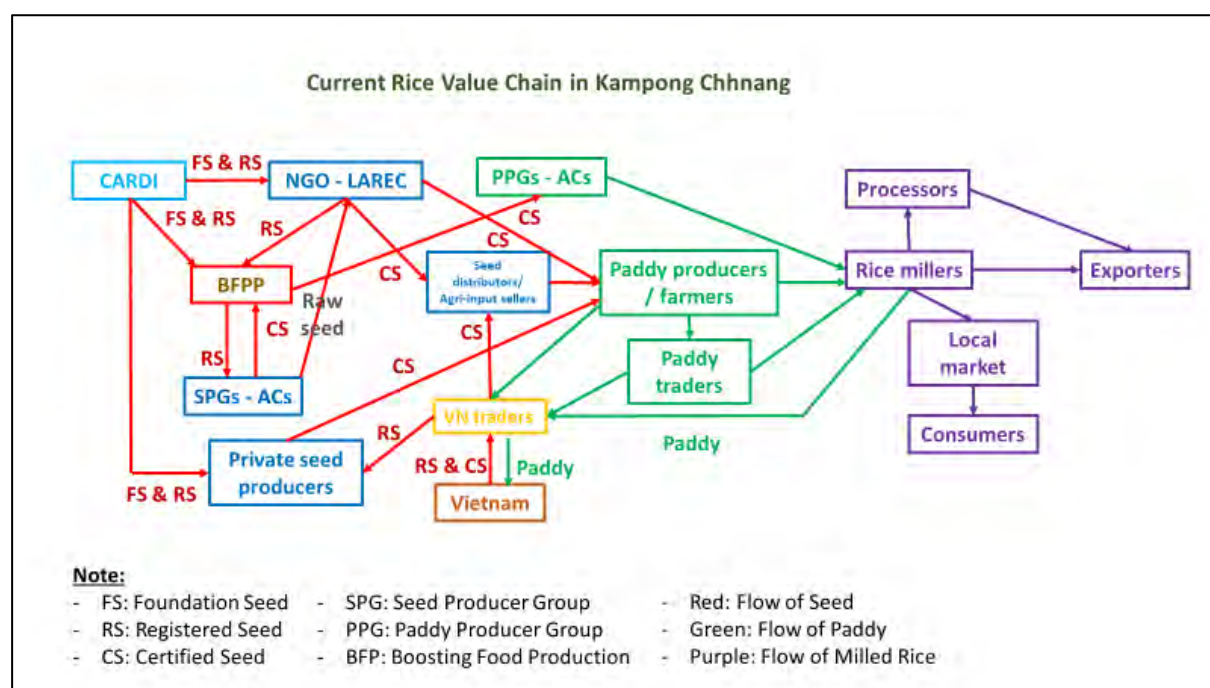 Current Rice Value Chain in Kampong Chhnang
CARDI
FS & RS
NGO - LAREC
PPGs - ACs
Processors
FS & RS
RS
CS
CS
CS
CS
Seed
distributors/
Agri-input sellers
Paddy producers
/ farmers
Rice millers
Exporters
BFPP
Raw
seed
CS
RS
CS
CS
Paddy
traders
Local
market
SPGs - ACs
VN traders
Paddy
Consumers
RS
Private seed
producers
FS & RS
RS & CS
Paddy
Vietnam
Note:
- FS: Foundation Seed - SPG: Seed Producer Group - Red: Flow of Seed
- RS: Registered Seed - PPG: Paddy Producer Group - Green: Flow of Paddy
- CS: Certified Seed - BFP: Boosting Food Production - Purple: Flow of Milled Rice